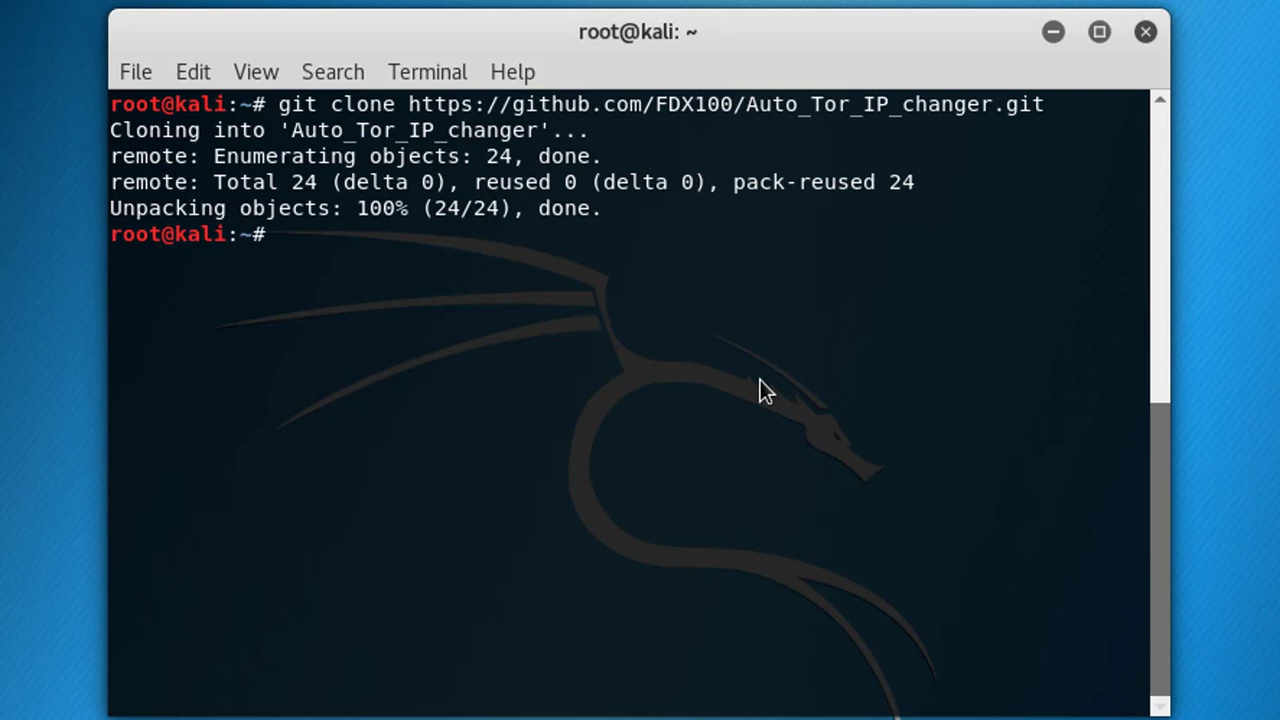 root@kali: ~
File Edit View Search Terminal Help
root@kali:~# git clone https://github.com/FDX100/Auto_Tor_IP_changer.git
Cloning into 'Auto_Tor_IP_changer'...
remote: Enumerating objects: 24, done.
remote: Total 24 (delta 0), reused 0 (delta 0), pack-reused 24
Unpacking objects: 100% (24/24), done.
root@kali:~#